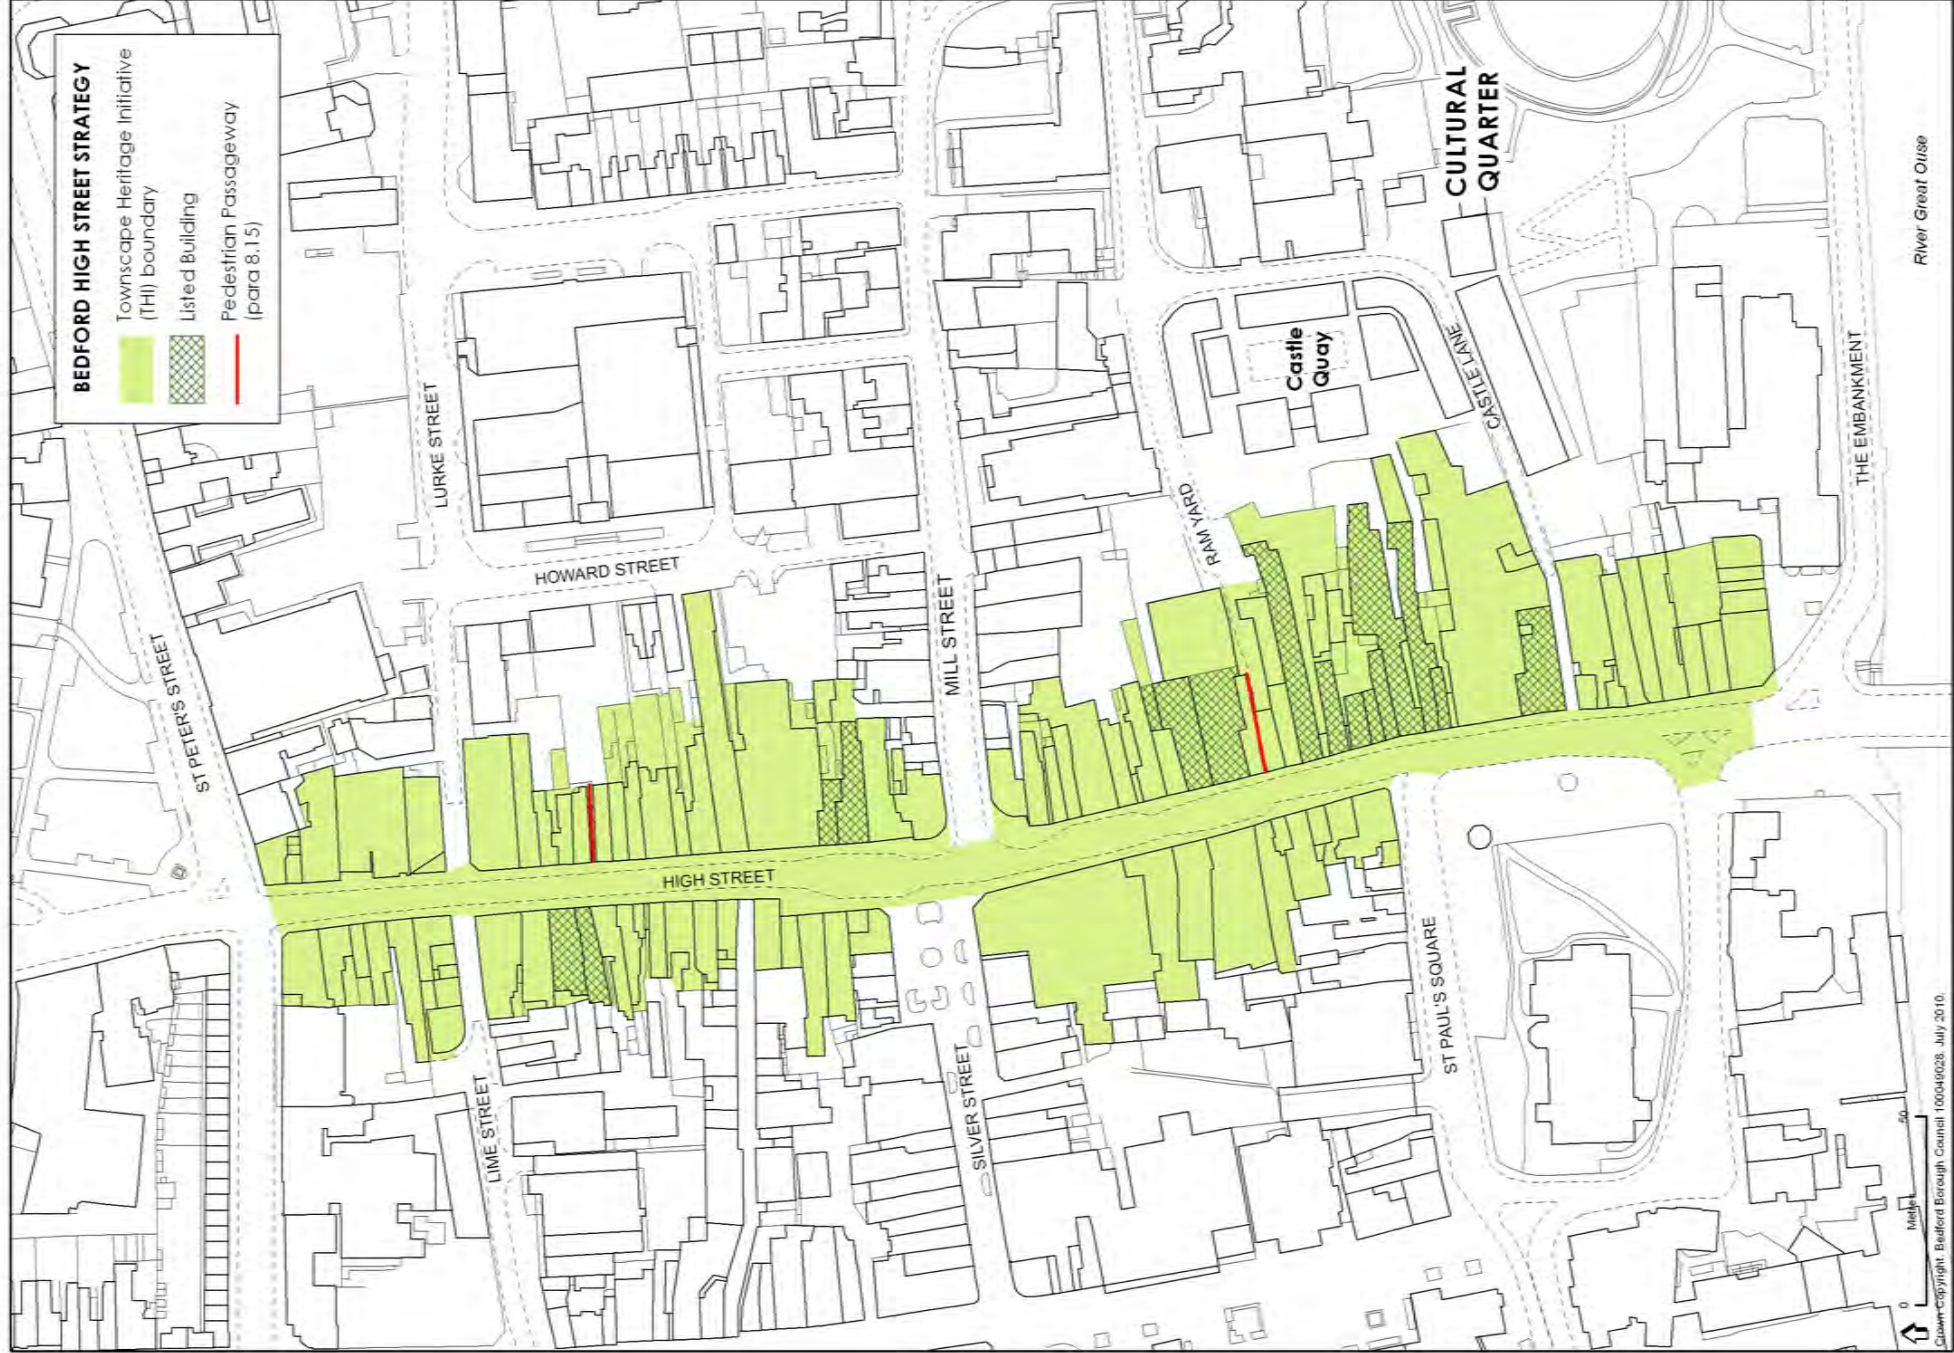 BEDFORD HIGH STREET STRATEGY
Townscape Heritage Initiative
(THI) boundary
Listed Building
Pedestrian Passageway
(para 8.15)
ST PETER'S STREET
LURKE STREET
HOWARD STREET
HIGH STREET
LIME STREET
MILL STREET
SILVER STREET
RAM YARD
Castle
Quay
CASTLE LANE
CULTURAL
QUARTER
ST PAUL'S SQUARE
THE EMBANKMENT
River Great Ouse
0 50
Metres
Crown Copyright. Bedford Borough Council 100049028. July 2010.